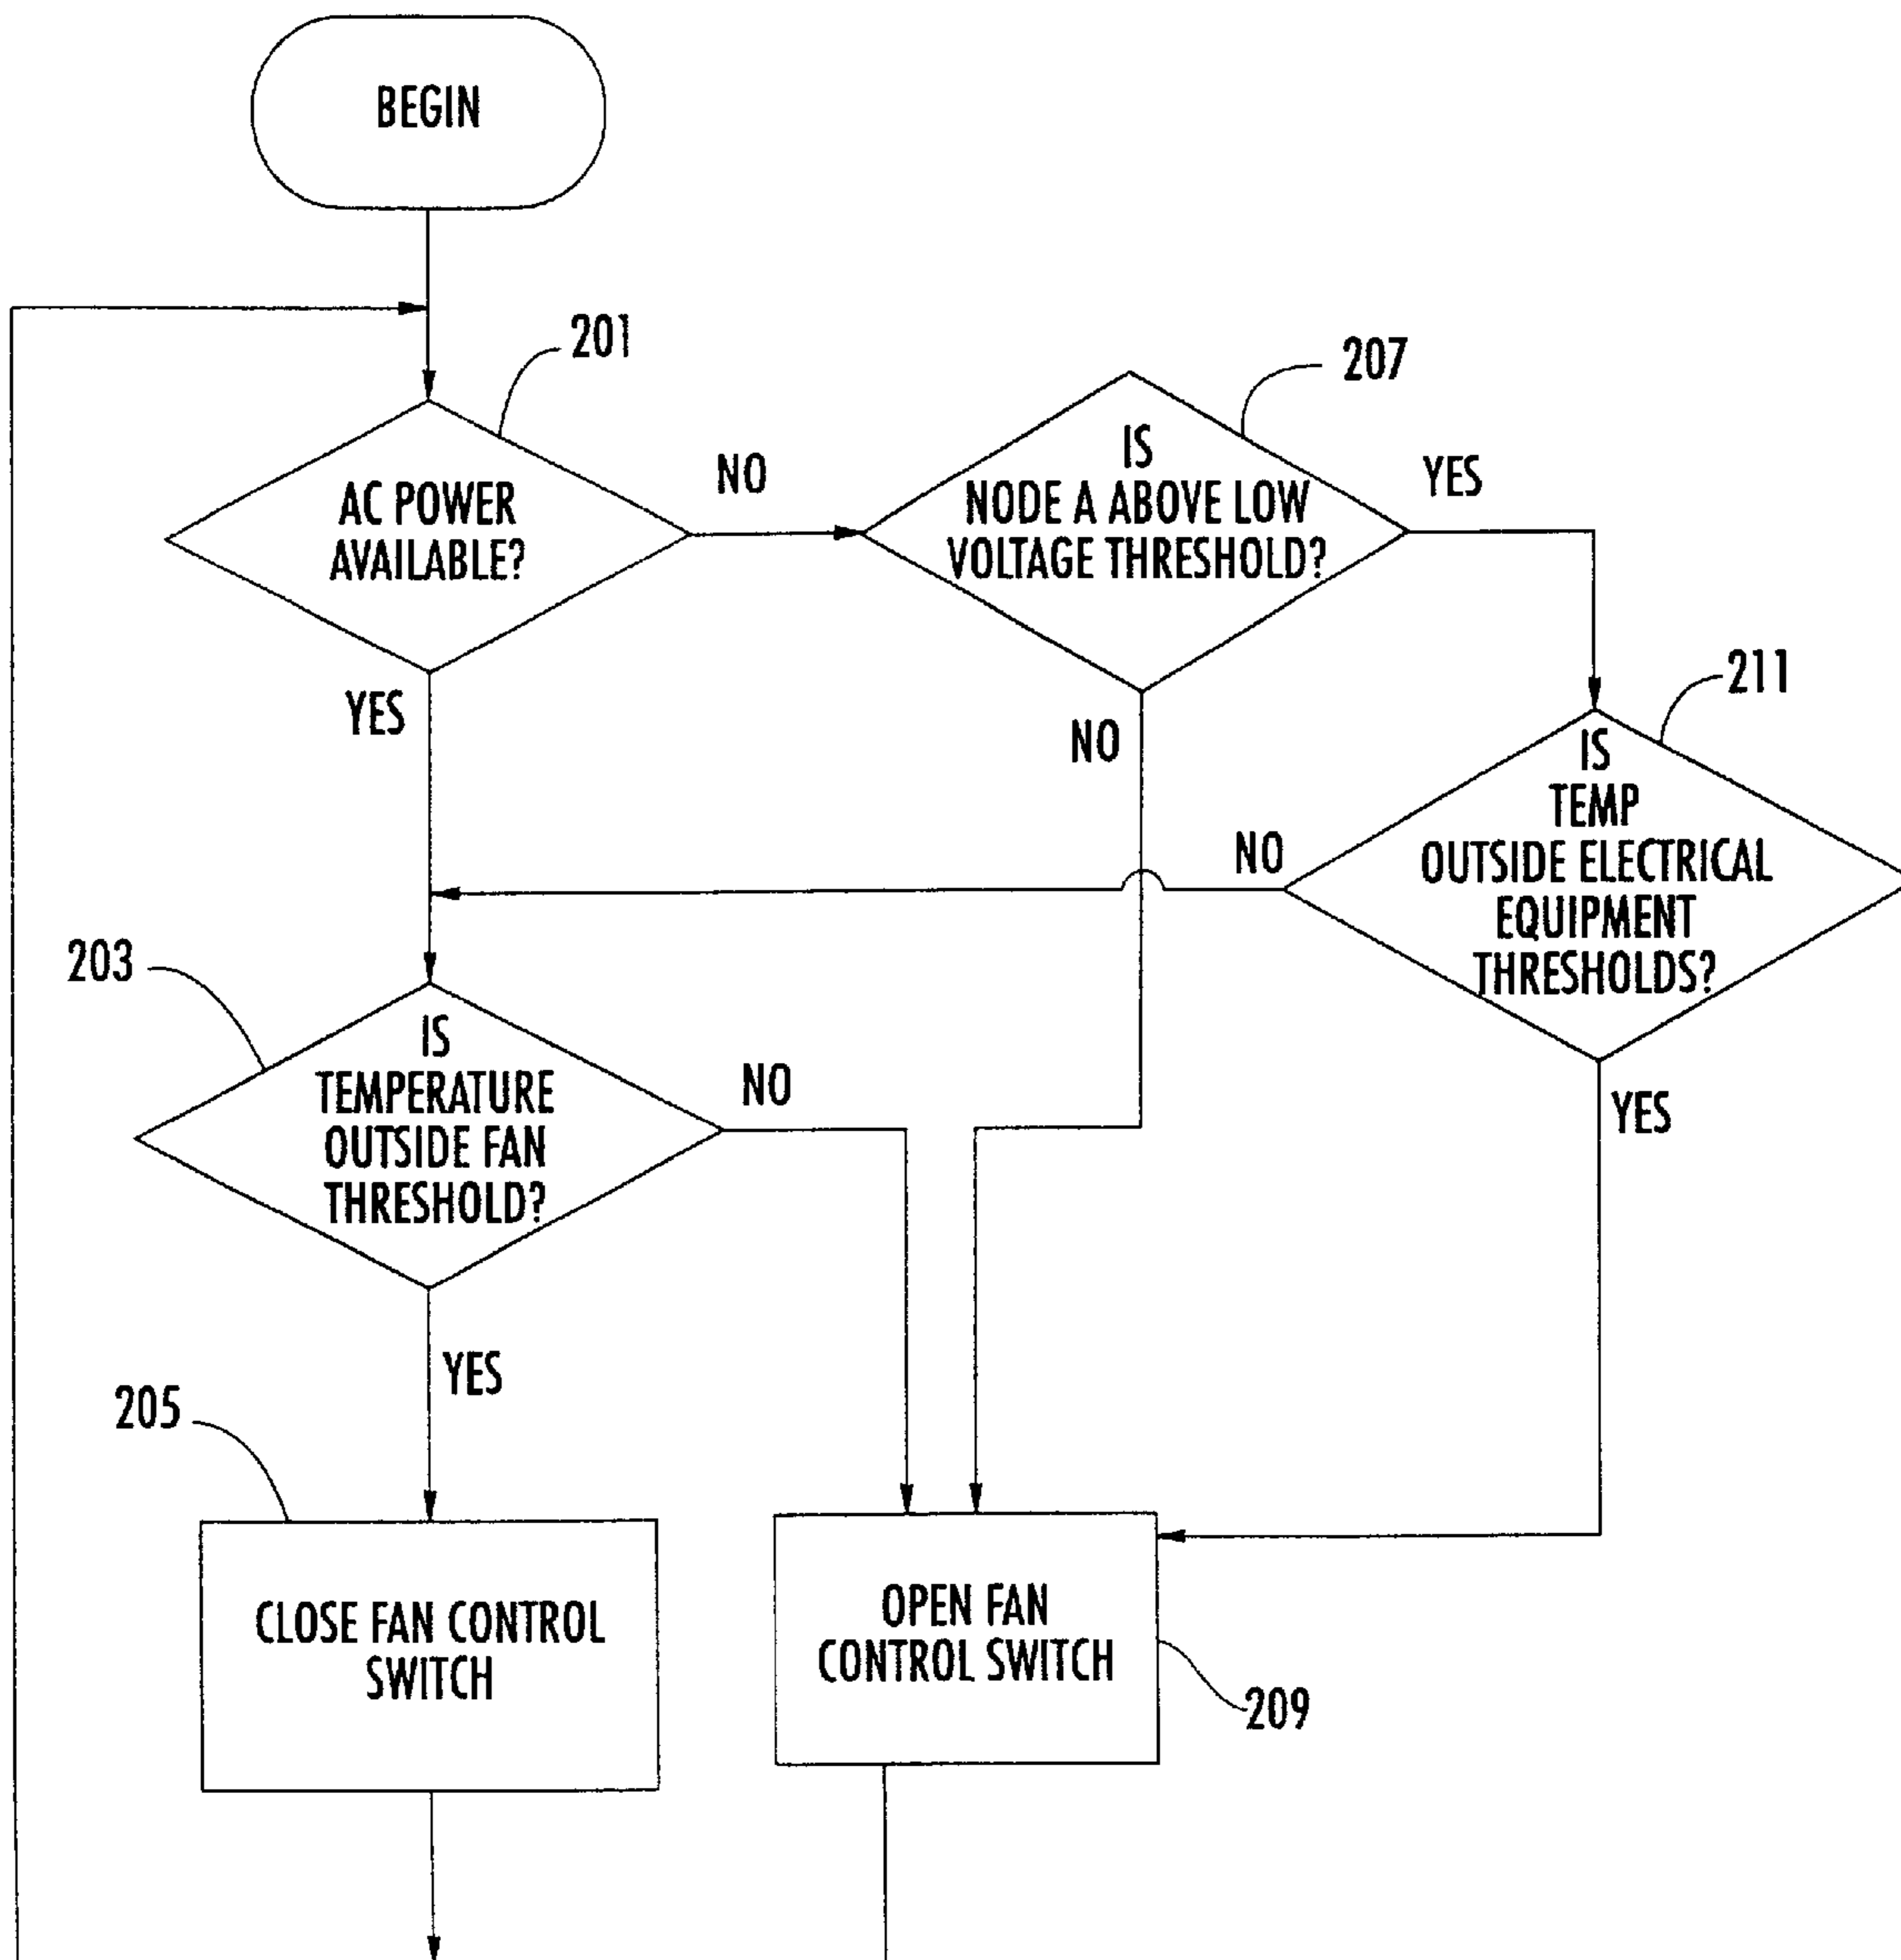 BEGIN
201
AC POWER
AVAILABLE?
NO
YES
207
IS
NODE A ABOVE LOW
VOLTAGE THRESHOLD?
YES
NO
211
IS
TEMP
OUTSIDE ELECTRICAL
EQUIPMENT
THRESHOLDS?
NO
YES
203
IS
TEMPERATURE
OUTSIDE FAN
THRESHOLD?
NO
YES
205
CLOSE FAN CONTROL
SWITCH
OPEN FAN
CONTROL SWITCH
209